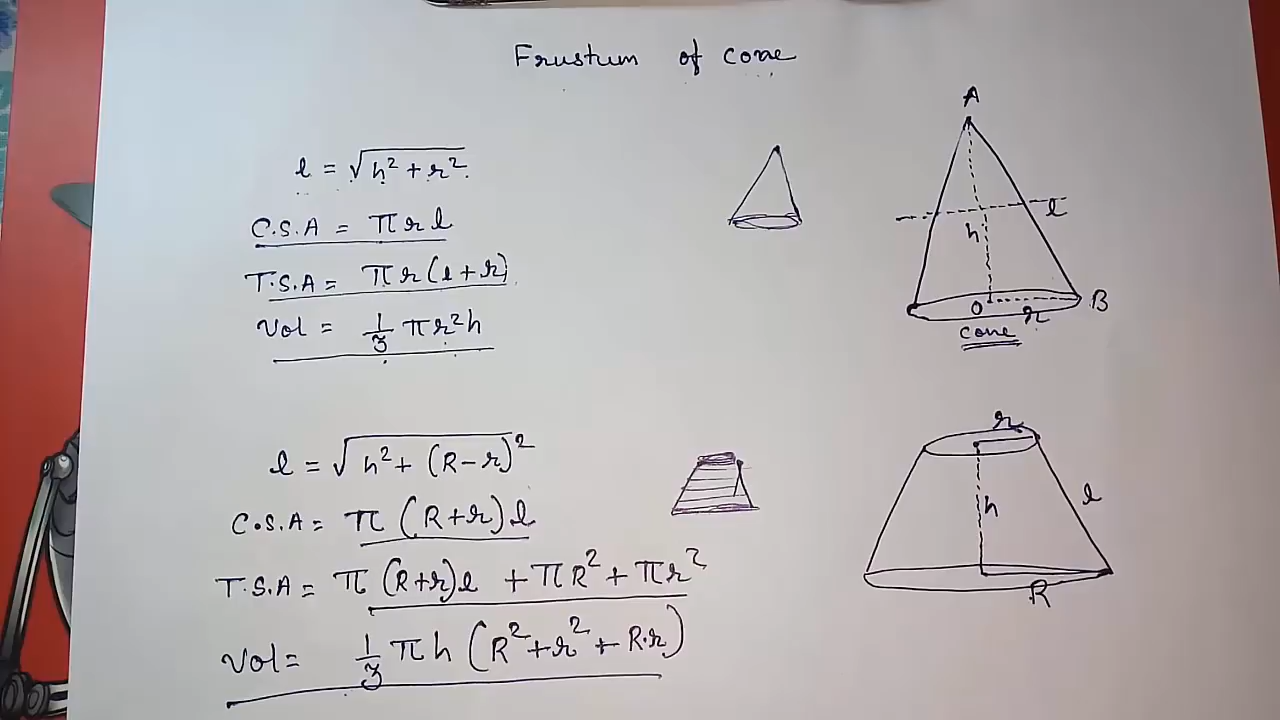 Frustum of cone
l = √h² + r²
C.S.A = πrl
T.S.A = πr(l+r)
Vol = 1/3 πr²h
A
l
h
O
r
B
cone
l = √h² + (R-r)²
C.S.A = π (R+r)l
T.S.A = π (R+r)l + πR² + πr²
Vol = 1/3 πh (R² + r² + R.r)
r
h
l
R